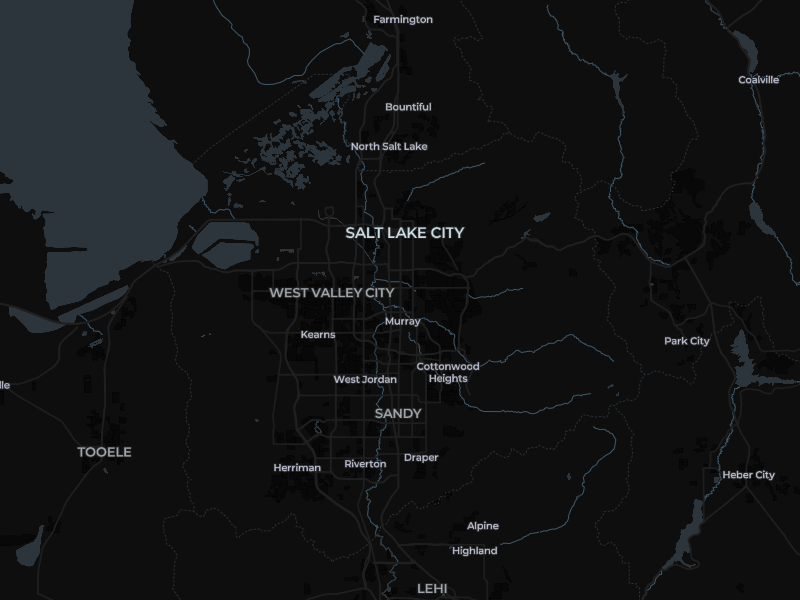 Farmington
Coalville
Bountiful
North Salt Lake
SALT LAKE CITY
WEST VALLEY CITY
Murray
Kearns
Park City
Cottonwood
Heights
West Jordan
lle
SANDY
TOOELE
Draper
Riverton
Herriman
Heber City
Alpine
Highland
LEHI